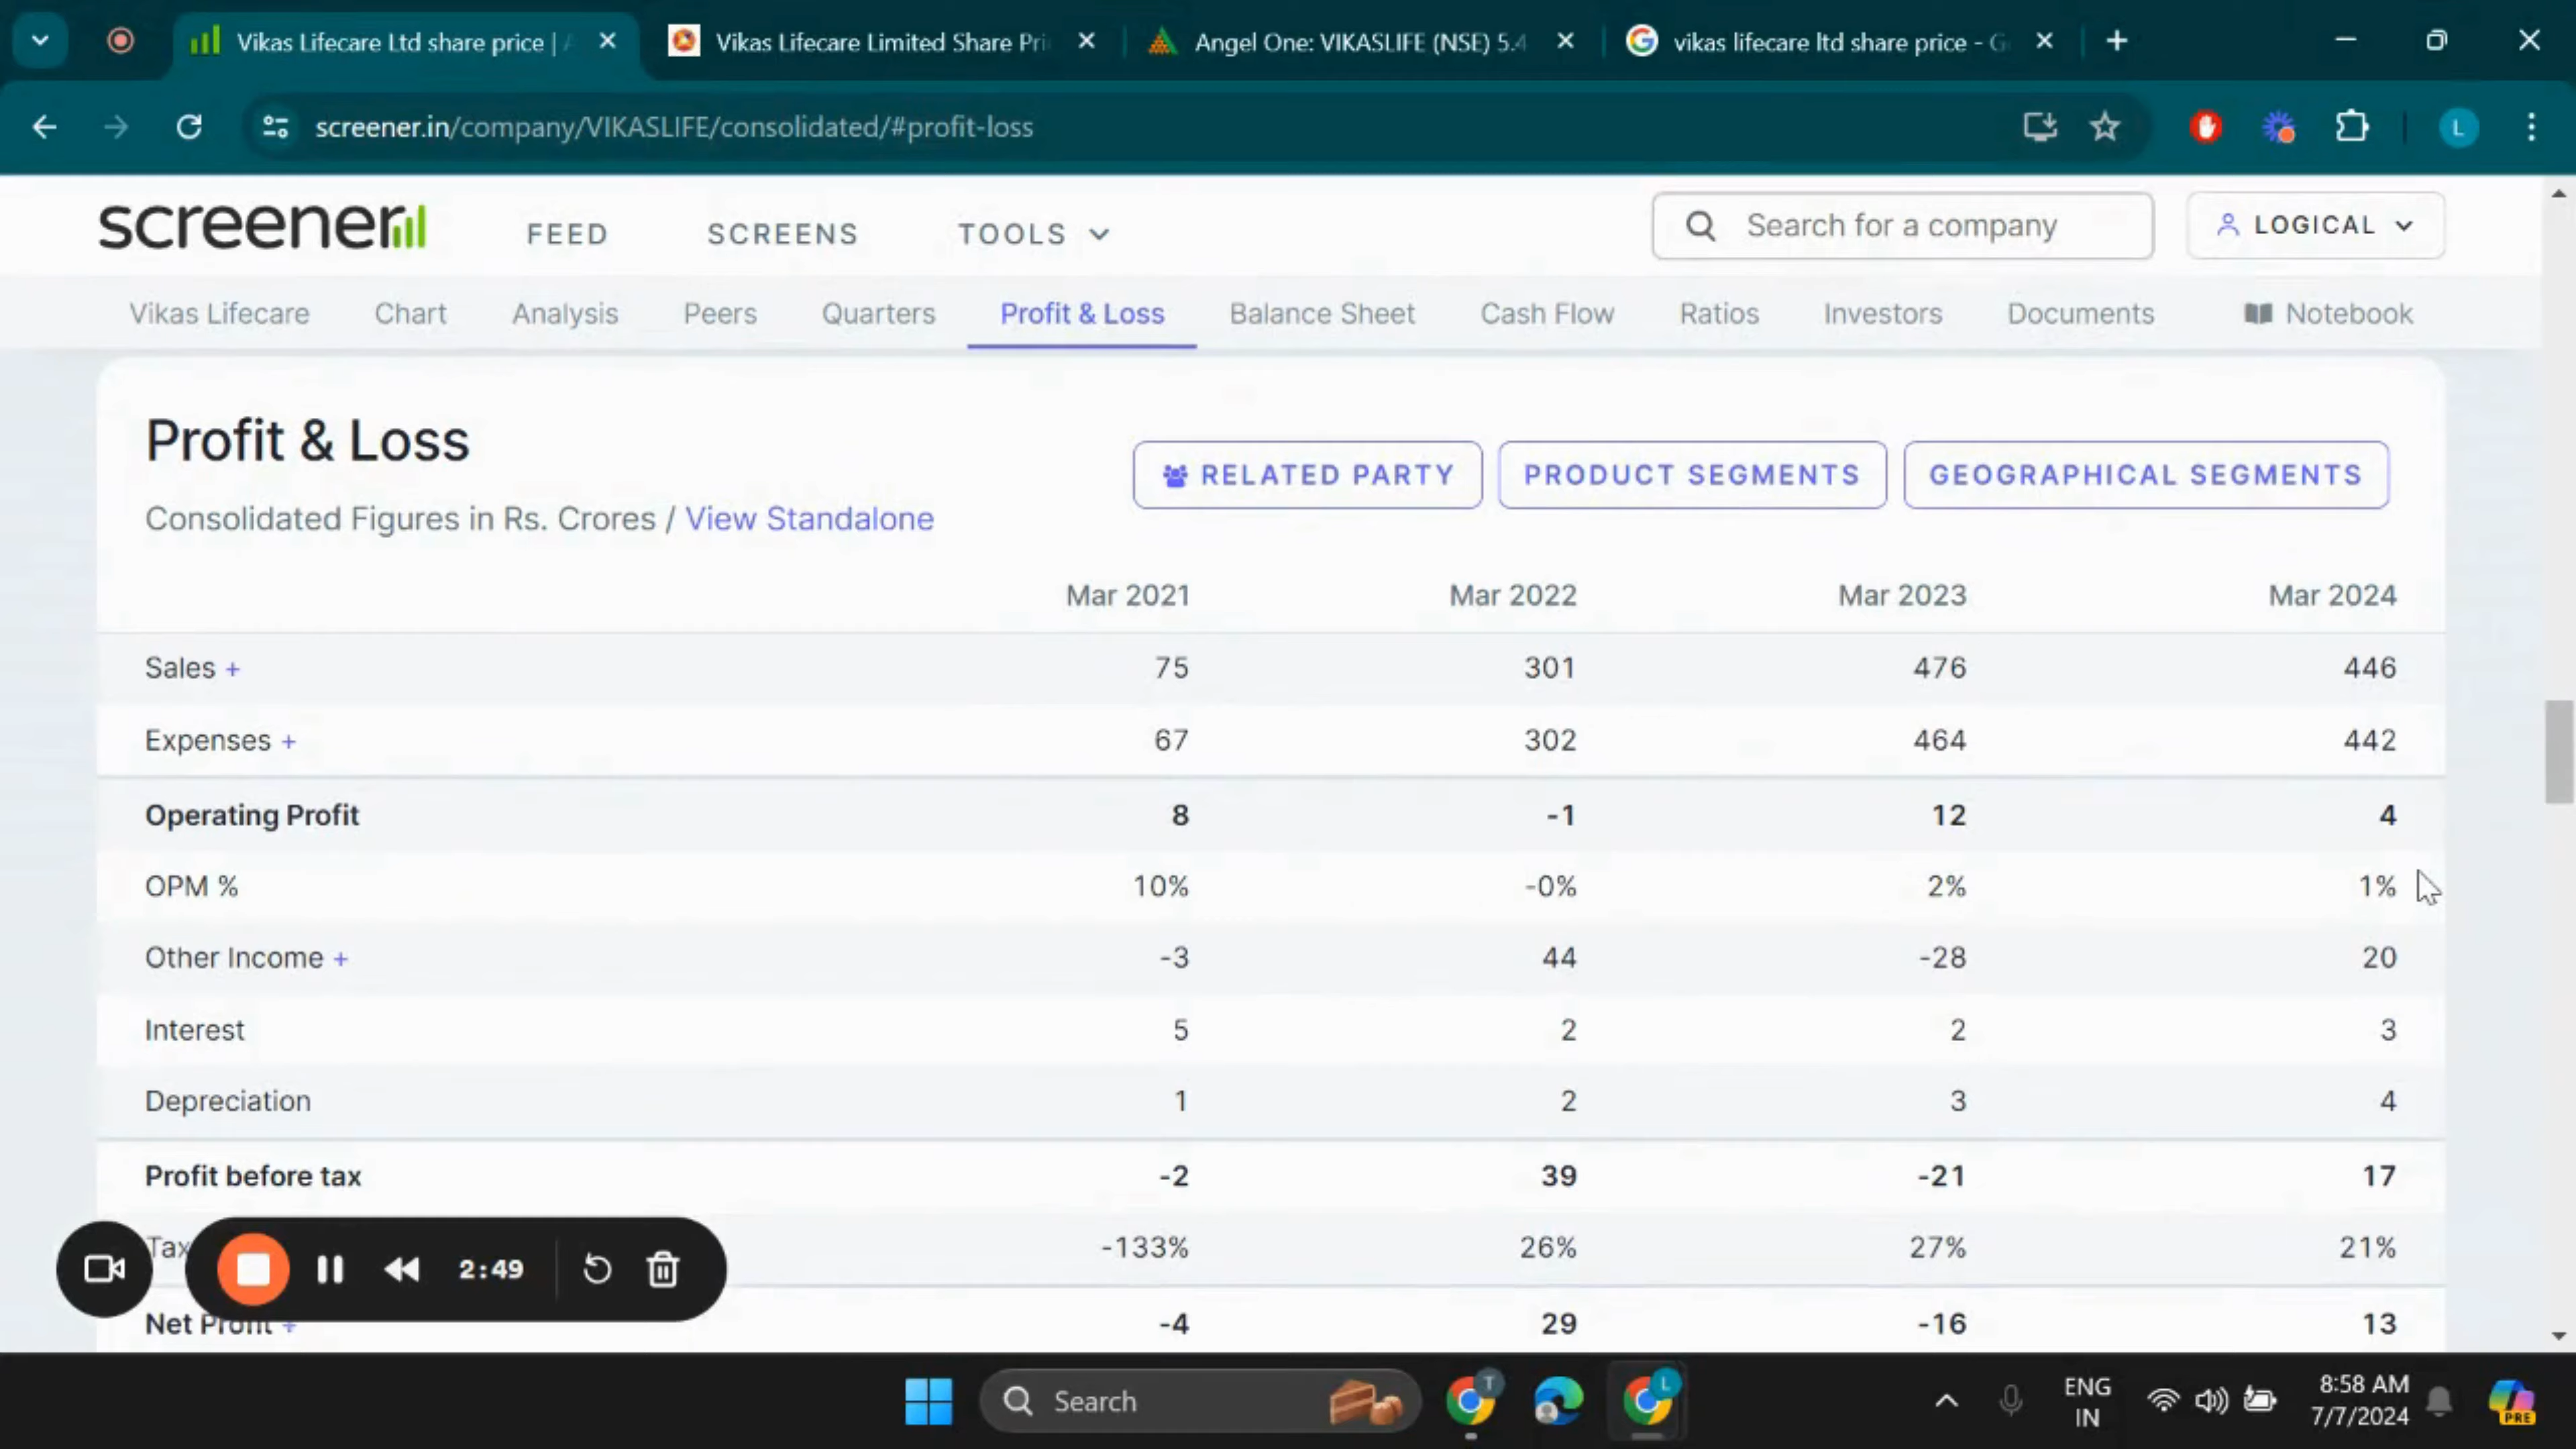 Vikas Lifecare Ltd share price | Vikas Lifecare Limited Share Pri Angel One: VIKASLIFE (NSE) 5.4 vikas lifecare ltd share price - G
screener.in/company/VIKASLIFE/consolidated/#profit-loss L
screener FEED SCREENS TOOLS Search for a company LOGICAL
Vikas Lifecare Chart Analysis Peers Quarters Profit & Loss Balance Sheet Cash Flow Ratios Investors Documents Notebook
Profit & Loss
RELATED PARTY PRODUCT SEGMENTS GEOGRAPHICAL SEGMENTS
Consolidated Figures in Rs. Crores / View Standalone
Mar 2021 Mar 2022 Mar 2023 Mar 2024
Sales + 75 301 476 446
Expenses + 67 302 464 442
Operating Profit 8 -1 12 4
OPM % 10% -0% 2% 1%
Other Income + -3 44 -28 20
Interest 5 2 2 3
Depreciation 1 2 3 4
Profit before tax -2 39 -21 17
Tax -133% 26% 27% 21%
2:49
Net Profit + -4 29 -16 13
Search T L ENG 8:58 AM
IN 7/7/2024 PRE